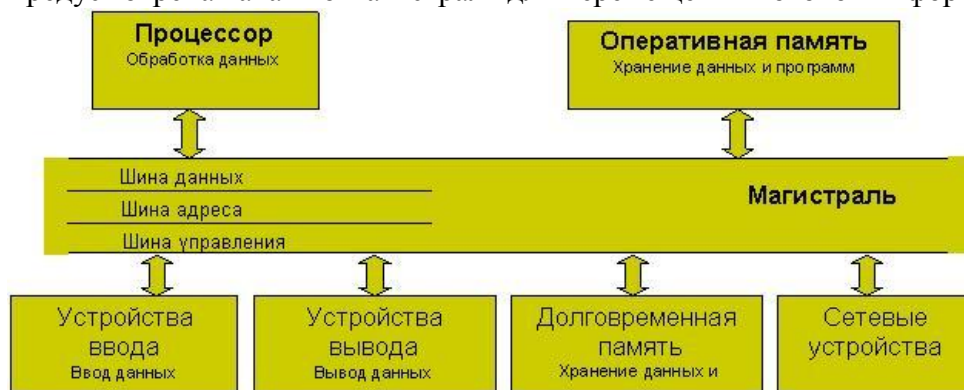 Процессор
Обработка данных
Оперативная память
Хранение данных и программ
Шина данных
Шина адреса
Шина управления
Магистраль
Устройства
ввода
Ввод данных
Устройства
вывода
Вывод данных
Долговременная
память
Хранение данных и
Сетевые
устройства